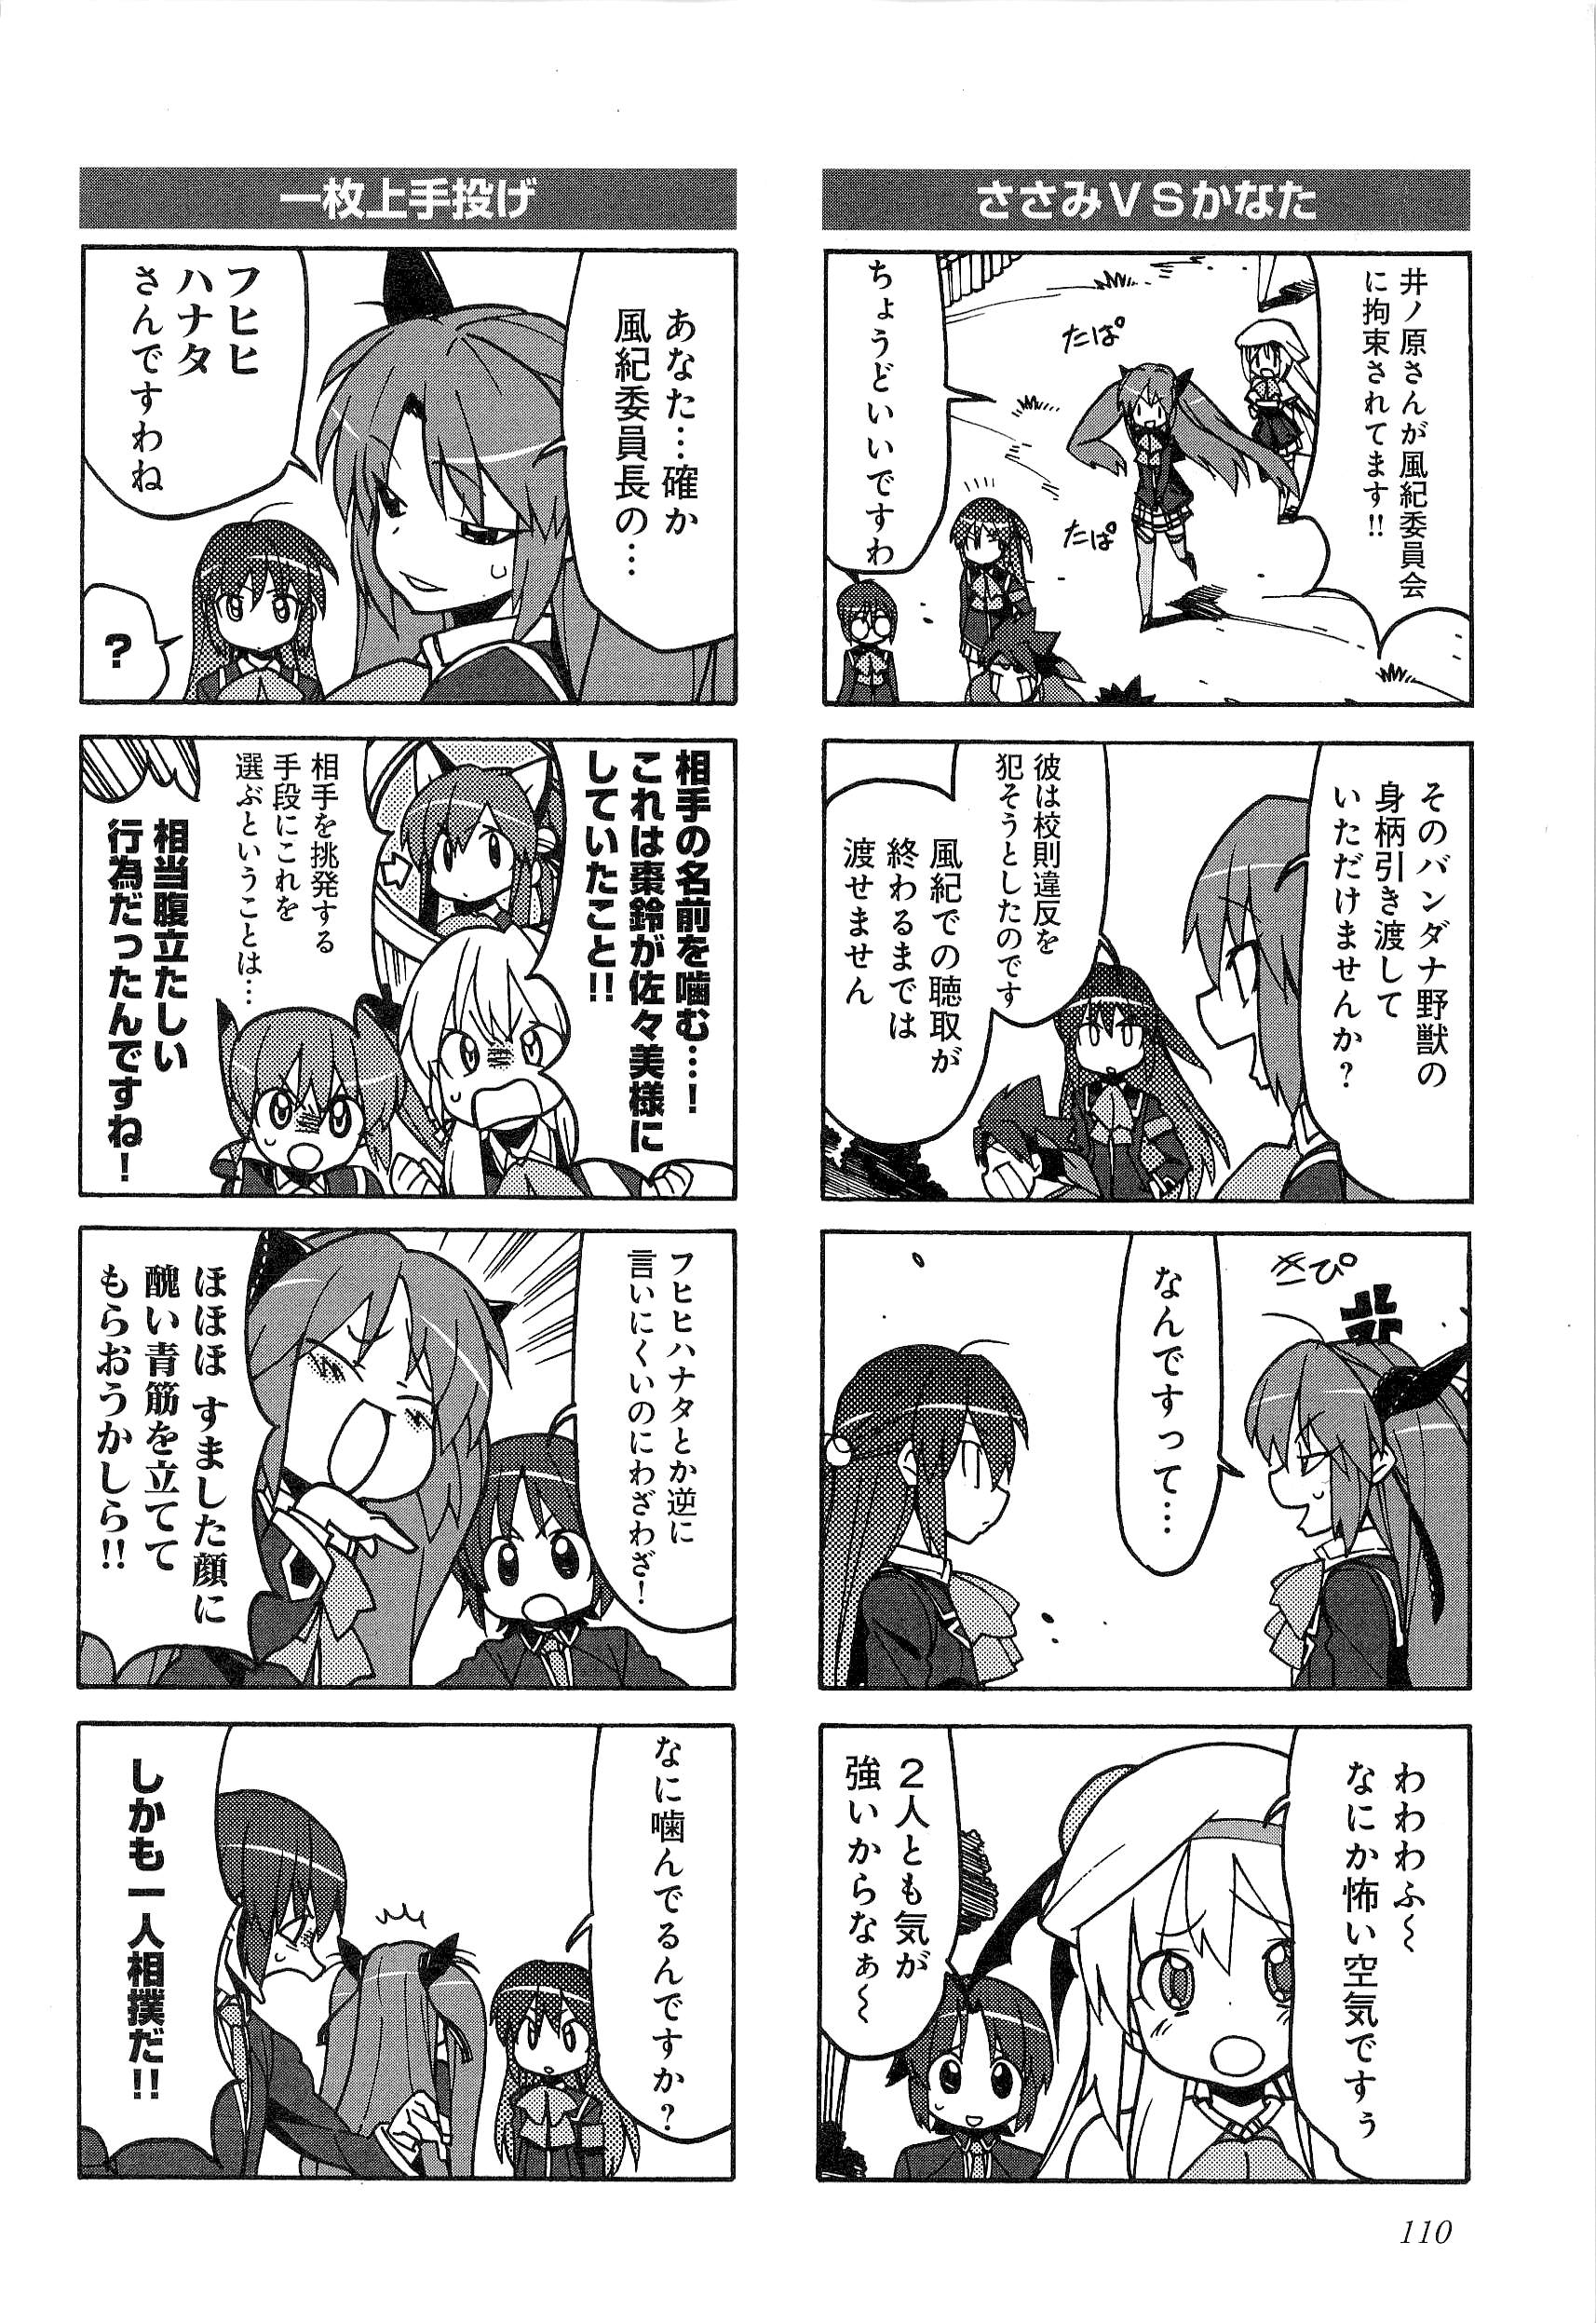 ささみVSかなた
井ノ原さんが風紀委員会
に拘束されてます!!
たぱ
たぱ
ちょうどいいですわ
そのバンダナ野獣の
身柄引き渡して
いただけませんか?
彼は校則違反を
犯そうとしたのです
風紀での聴取が
終わるまでは
渡せません
ぴき
なんですって…
わわわふ〜
なにか怖い空気ですぅ
2人とも気が
強いからなぁ〜
一枚上手投げ
あなた…確か
風紀委員長の…
フヒヒ
ハナタ
さんですわね
?
相手の名前を噛む…!
これは棗鈴が佐々美様に
していたこと!!
相手を挑発する
手段にこれを
選ぶということは…
相当腹立たしい
行為だったんですね!
フヒヒハナタとか逆に
言いにくいのにわざわざ!
ほほほ すました顔に
醜い青筋を立てて
もらおうかしら!!
なに噛んでるんですか?
しかも一人相撲だ!!
110